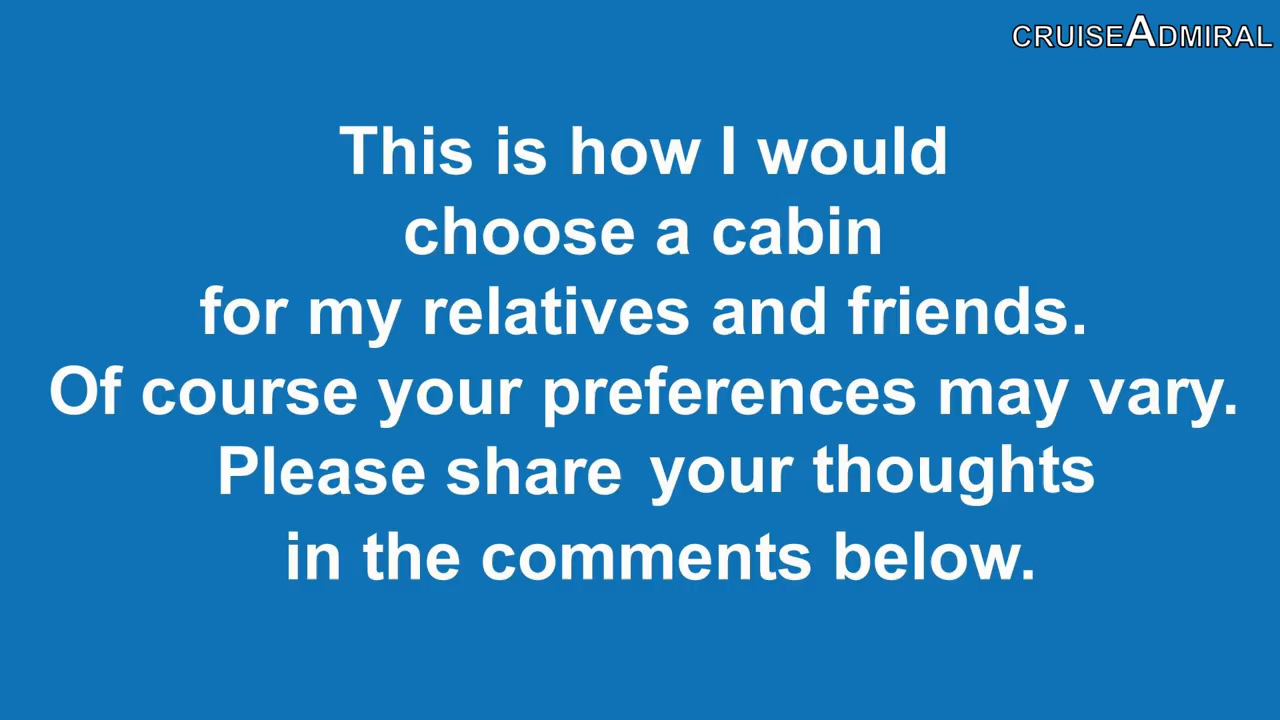 CRUISEADMIRAL
This is how I would
choose a cabin
for my relatives and friends.
Of course your preferences may vary.
Please share your thoughts
in the comments below.